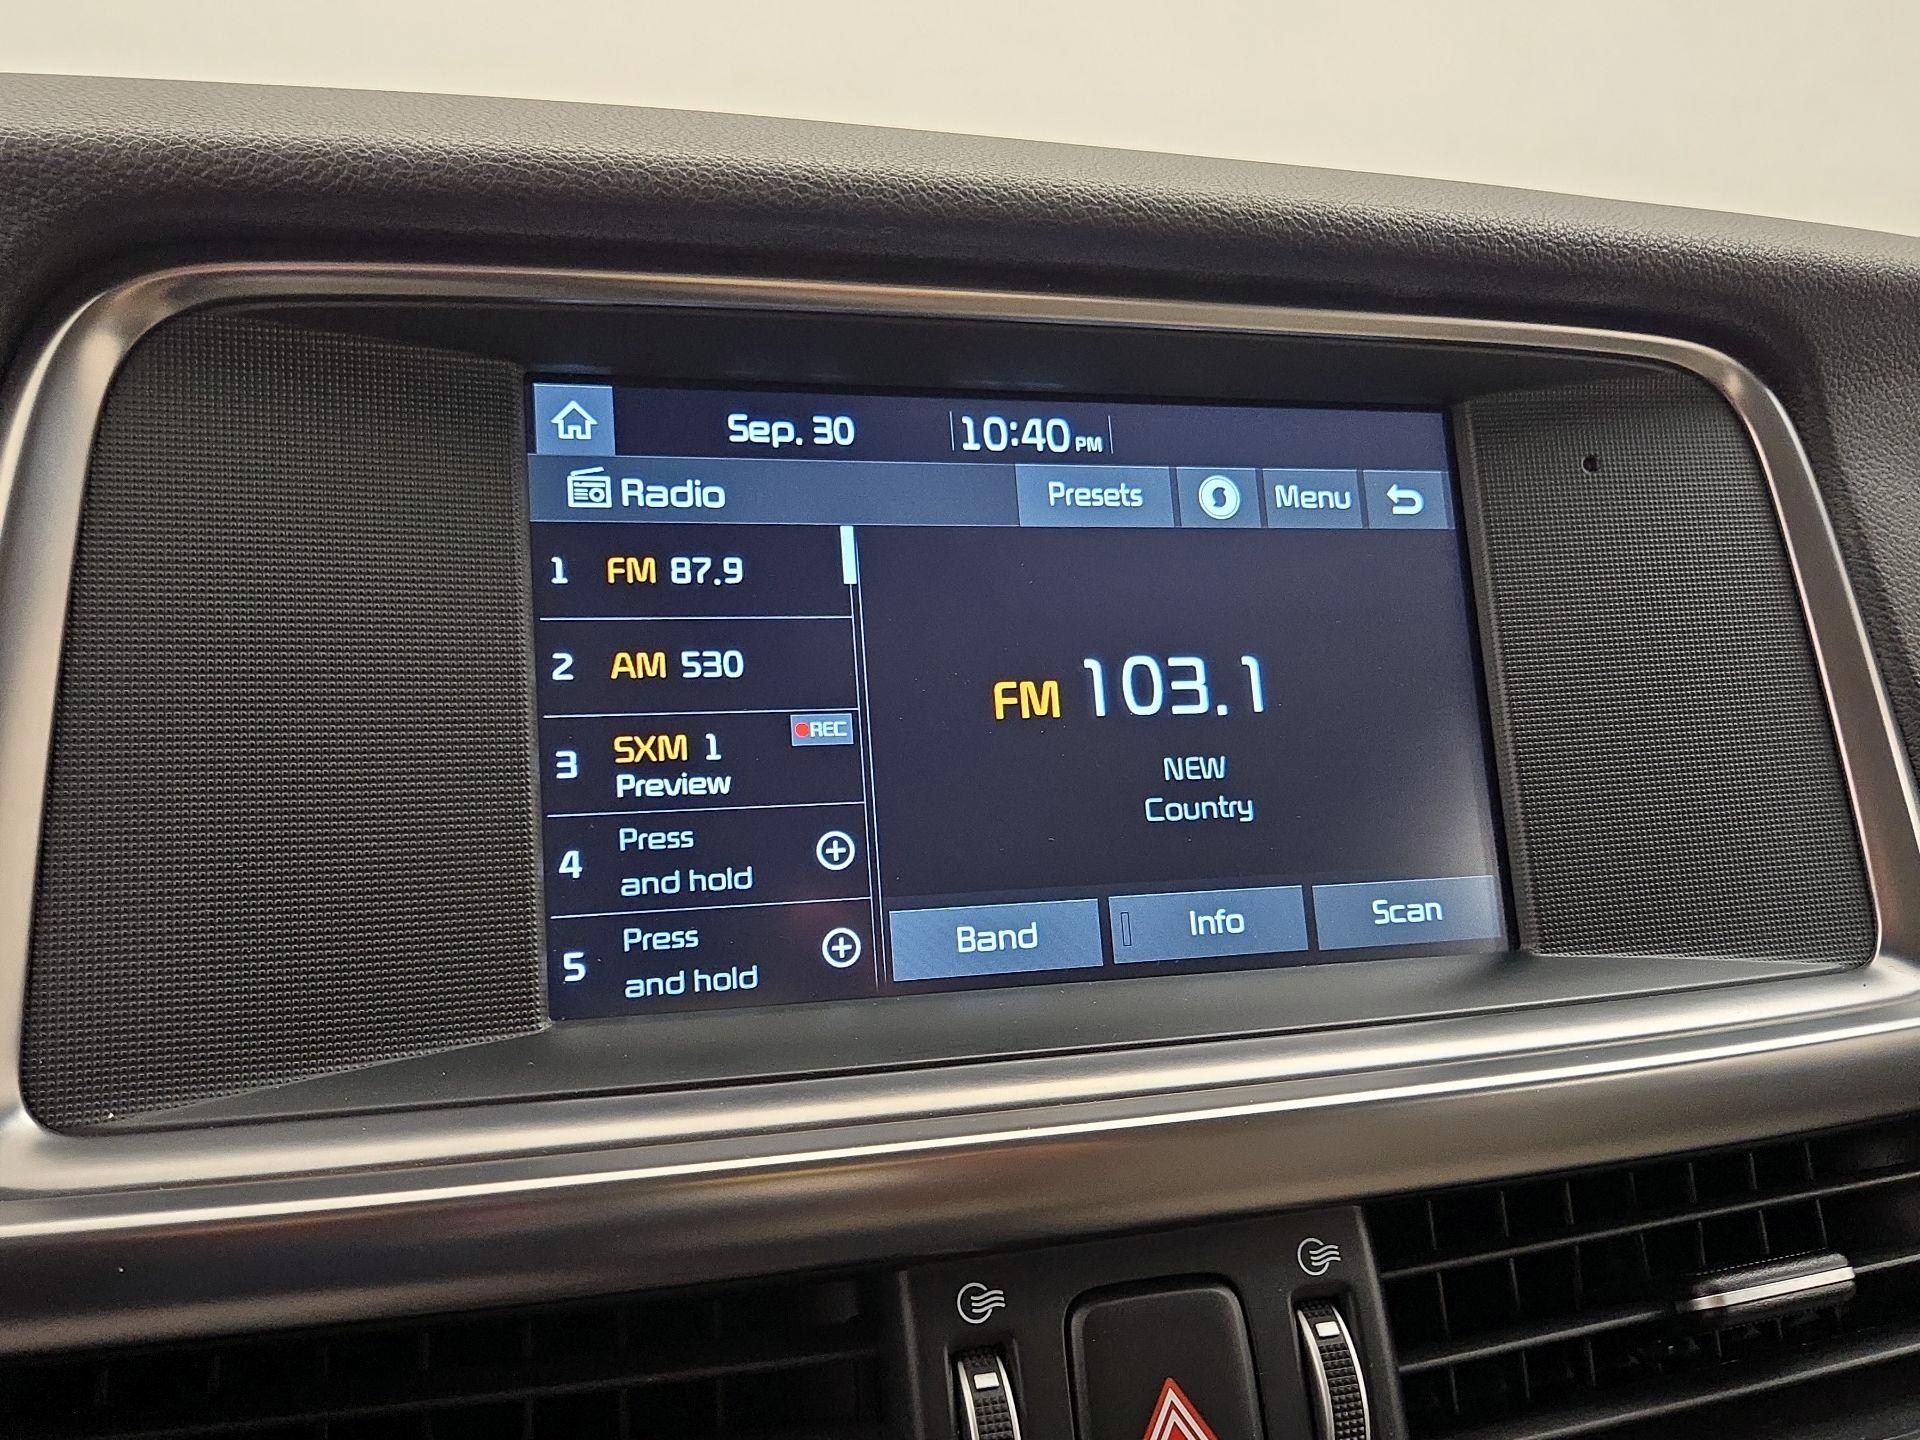 Sep. 30
10:40 PM
Radio
Presets
Menu
1 FM 87.9
2 AM 530
3 SXM 1
REC
Preview
4 Press
and hold
5 Press
and hold
FM 103.1
NEW
Country
Band
Info
Scan